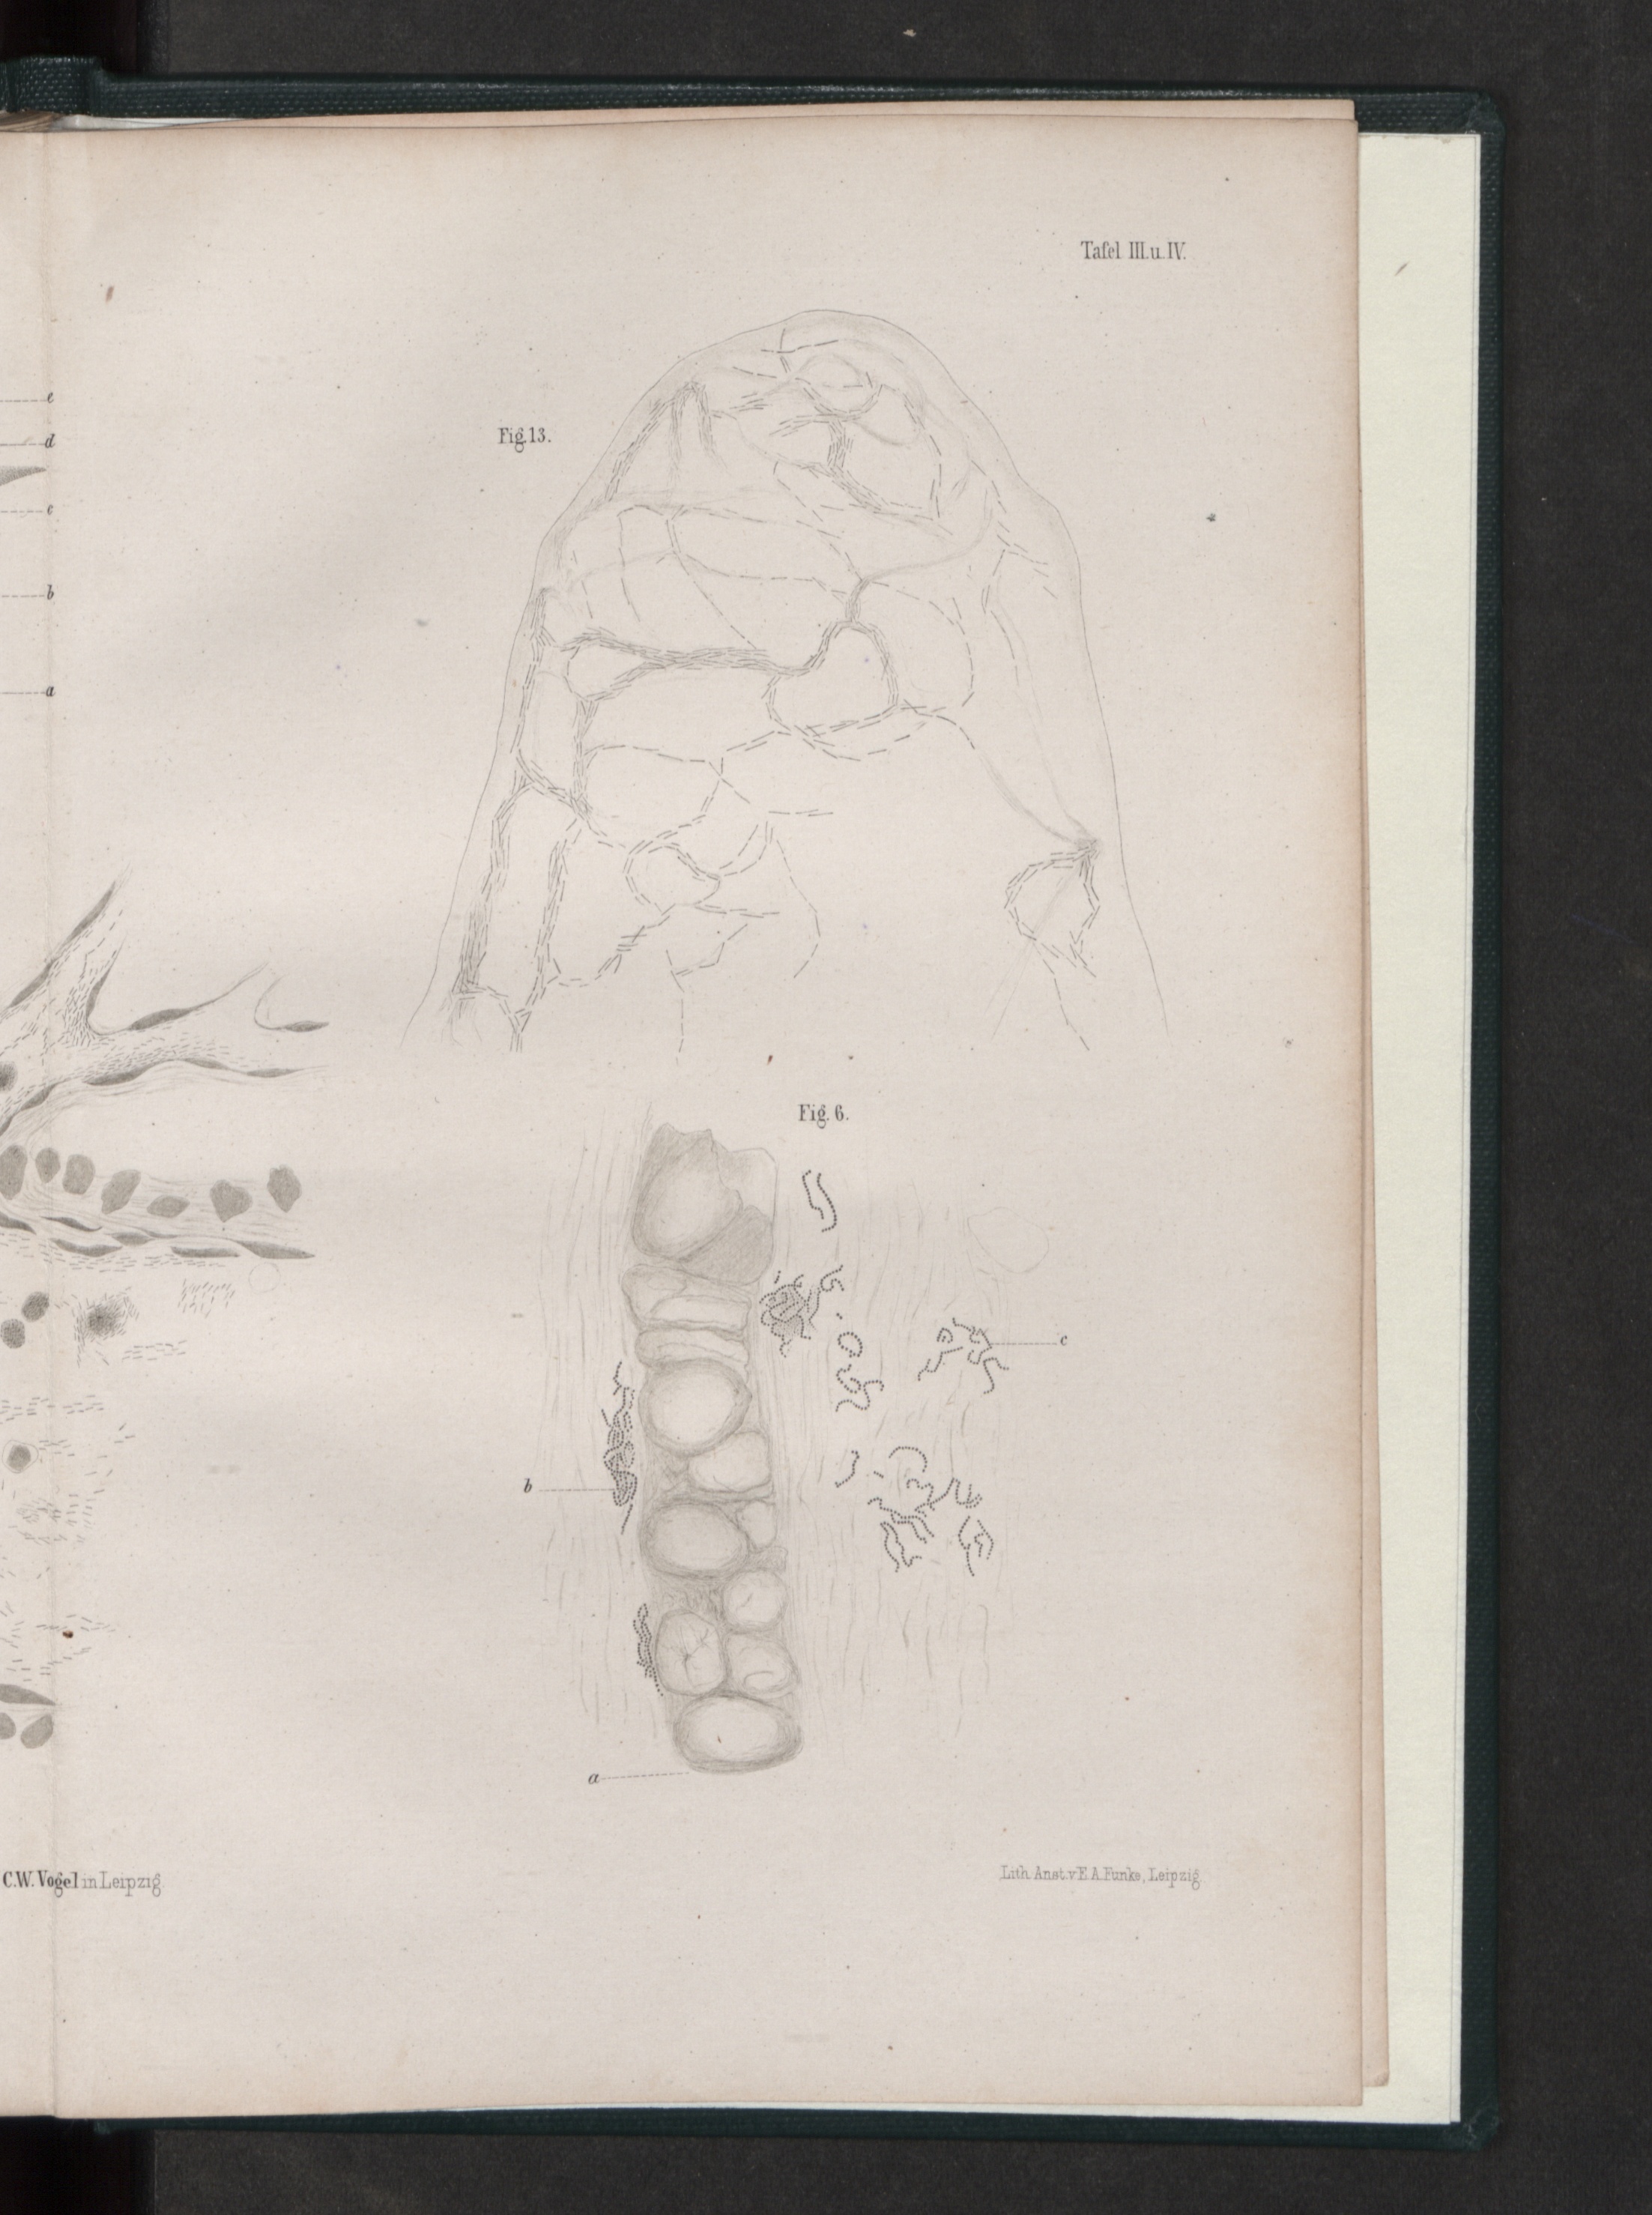 Tafel III.u.IV.
e
d
Fig.13.
c
b
a
Fig. 6.
c
b
a
C.W. Vogel in Leipzig.
Lith. Anst. v. E. A. Funke, Leipzig.